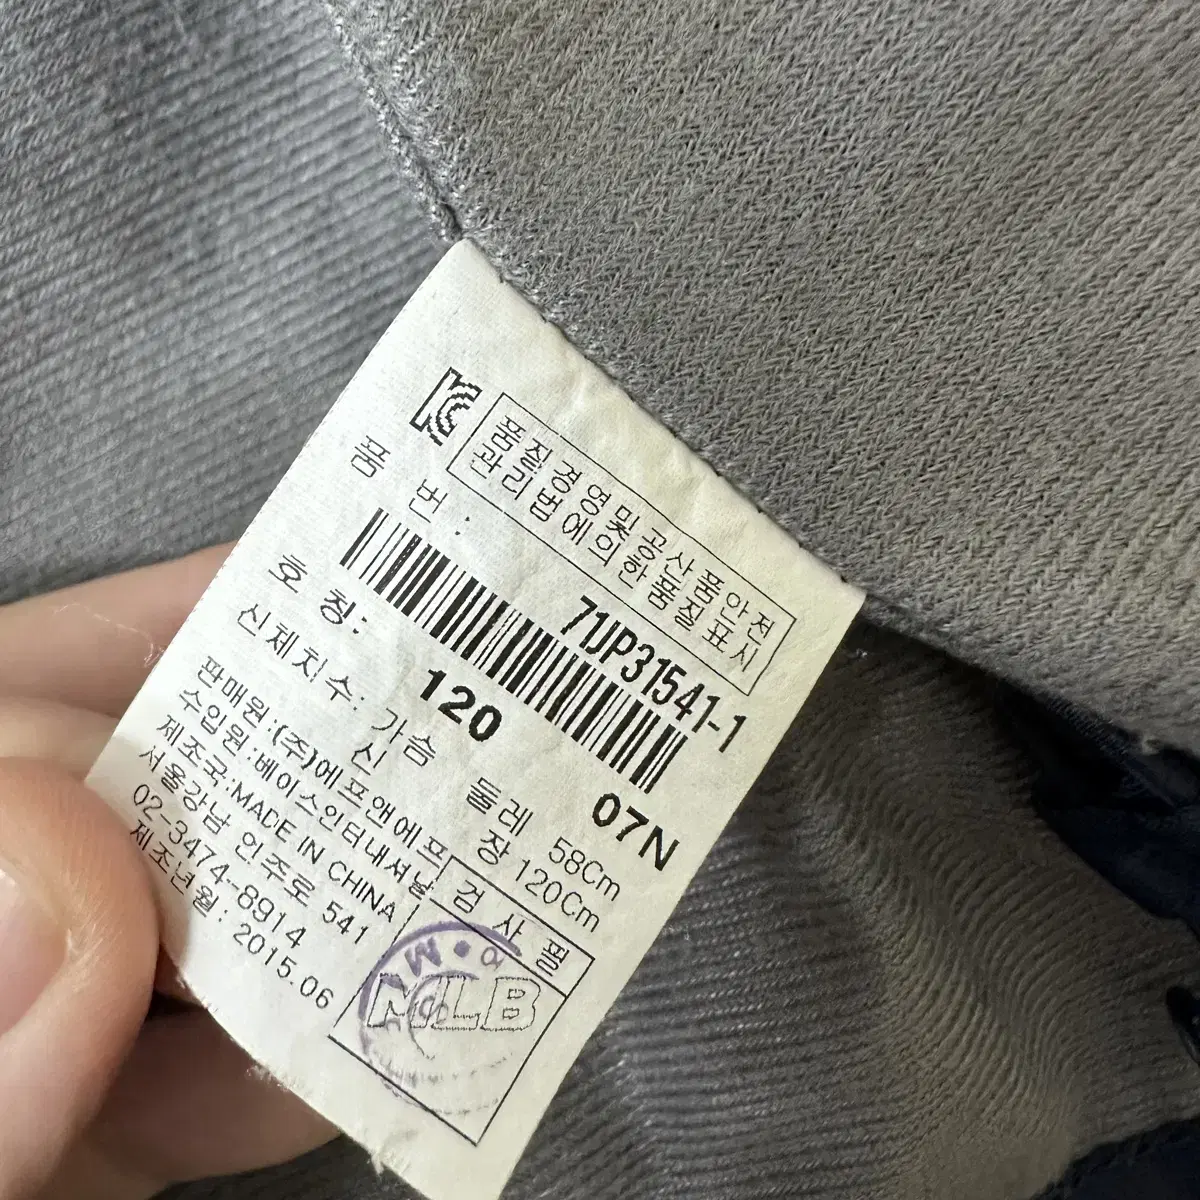 품질경영및공산품안전
관리법에의한품질표시
품 번 :
71JP31541-1
호 칭: 120 07N
신체치수: 가슴 둘레 58Cm
신 장 120Cm
판매원:(주)에프앤에프
수입원:베이스인터내셔날
제조국:MADE IN CHINA
서울강남 언주로 541
02-3474-8914
제조년월: 2015.06
검 사 필
MLB